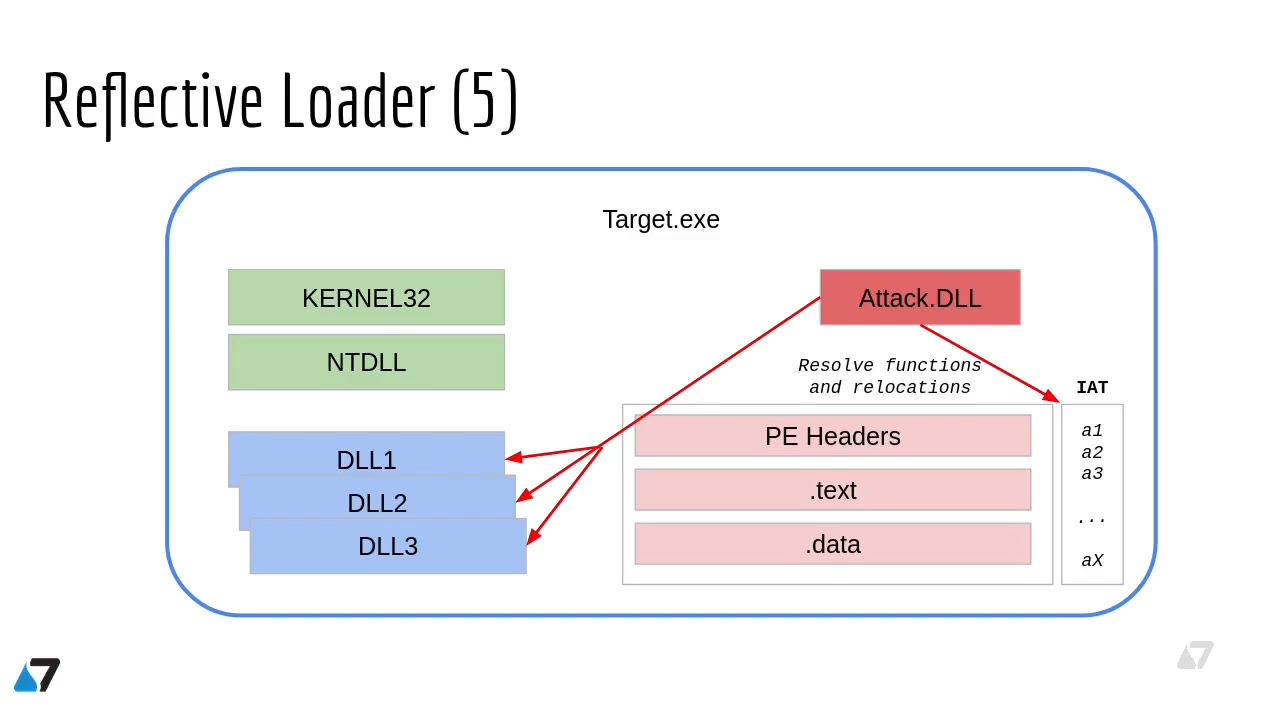 Reflective Loader (5)
Target.exe
KERNEL32
NTDLL
DLL1
DLL2
DLL3
Attack.DLL
Resolve functions
and relocations
IAT
PE Headers
.text
.data
a1
a2
a3
...
aX